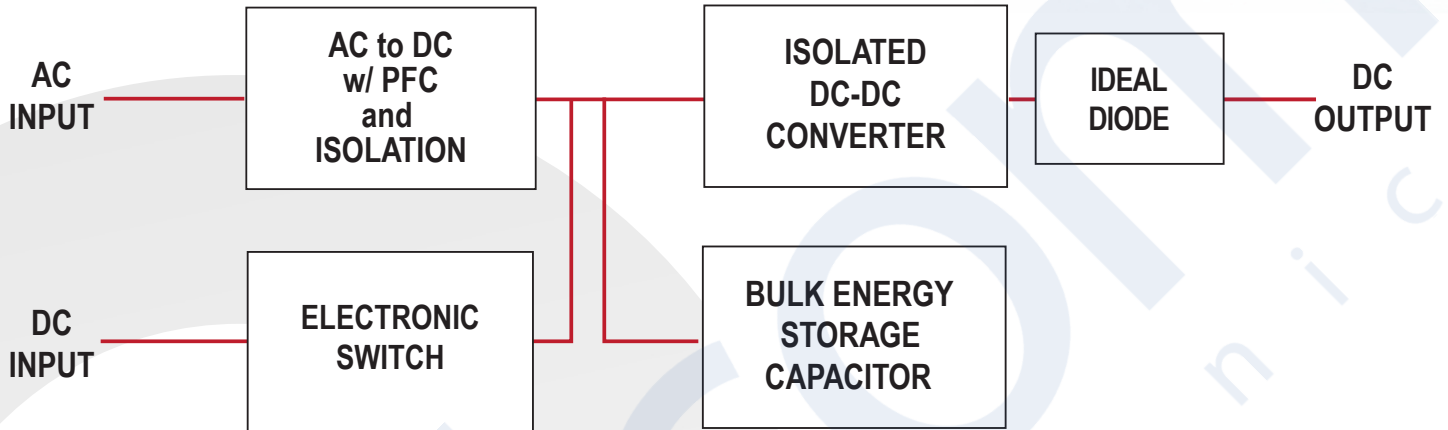 AC
INPUT
AC to DC
w/ PFC
and
ISOLATION
ISOLATED
DC-DC
CONVERTER
IDEAL
DIODE
DC
OUTPUT
DC
INPUT
ELECTRONIC
SWITCH
BULK ENERGY
STORAGE
CAPACITOR